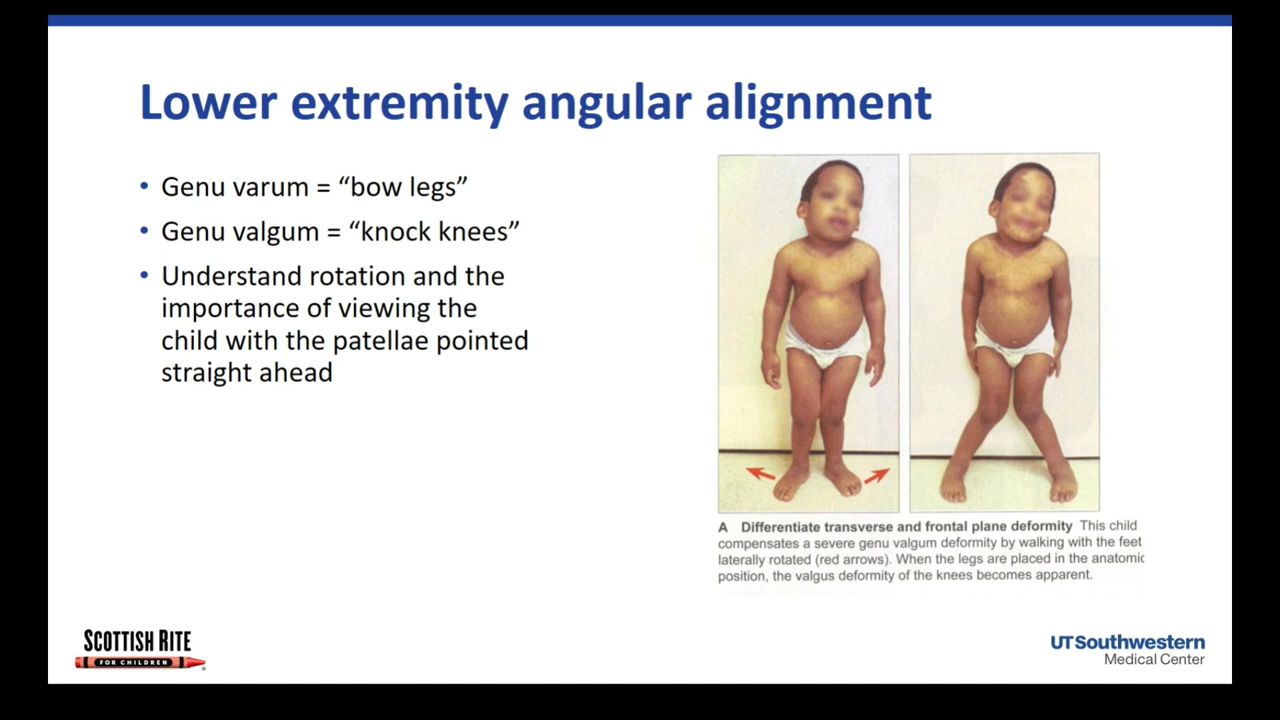 Lower extremity angular alignment
• Genu varum = “bow legs”
• Genu valgum = “knock knees”
• Understand rotation and the
importance of viewing the
child with the patellae pointed
straight ahead
A Differentiate transverse and frontal plane deformity This child
compensates a severe genu valgum deformity by walking with the feet
laterally rotated (red arrows). When the legs are placed in the anatomic
position, the valgus deformity of the knees becomes apparent.
SCOTTISH RITE
FOR CHILDREN
UTSouthwestern
Medical Center